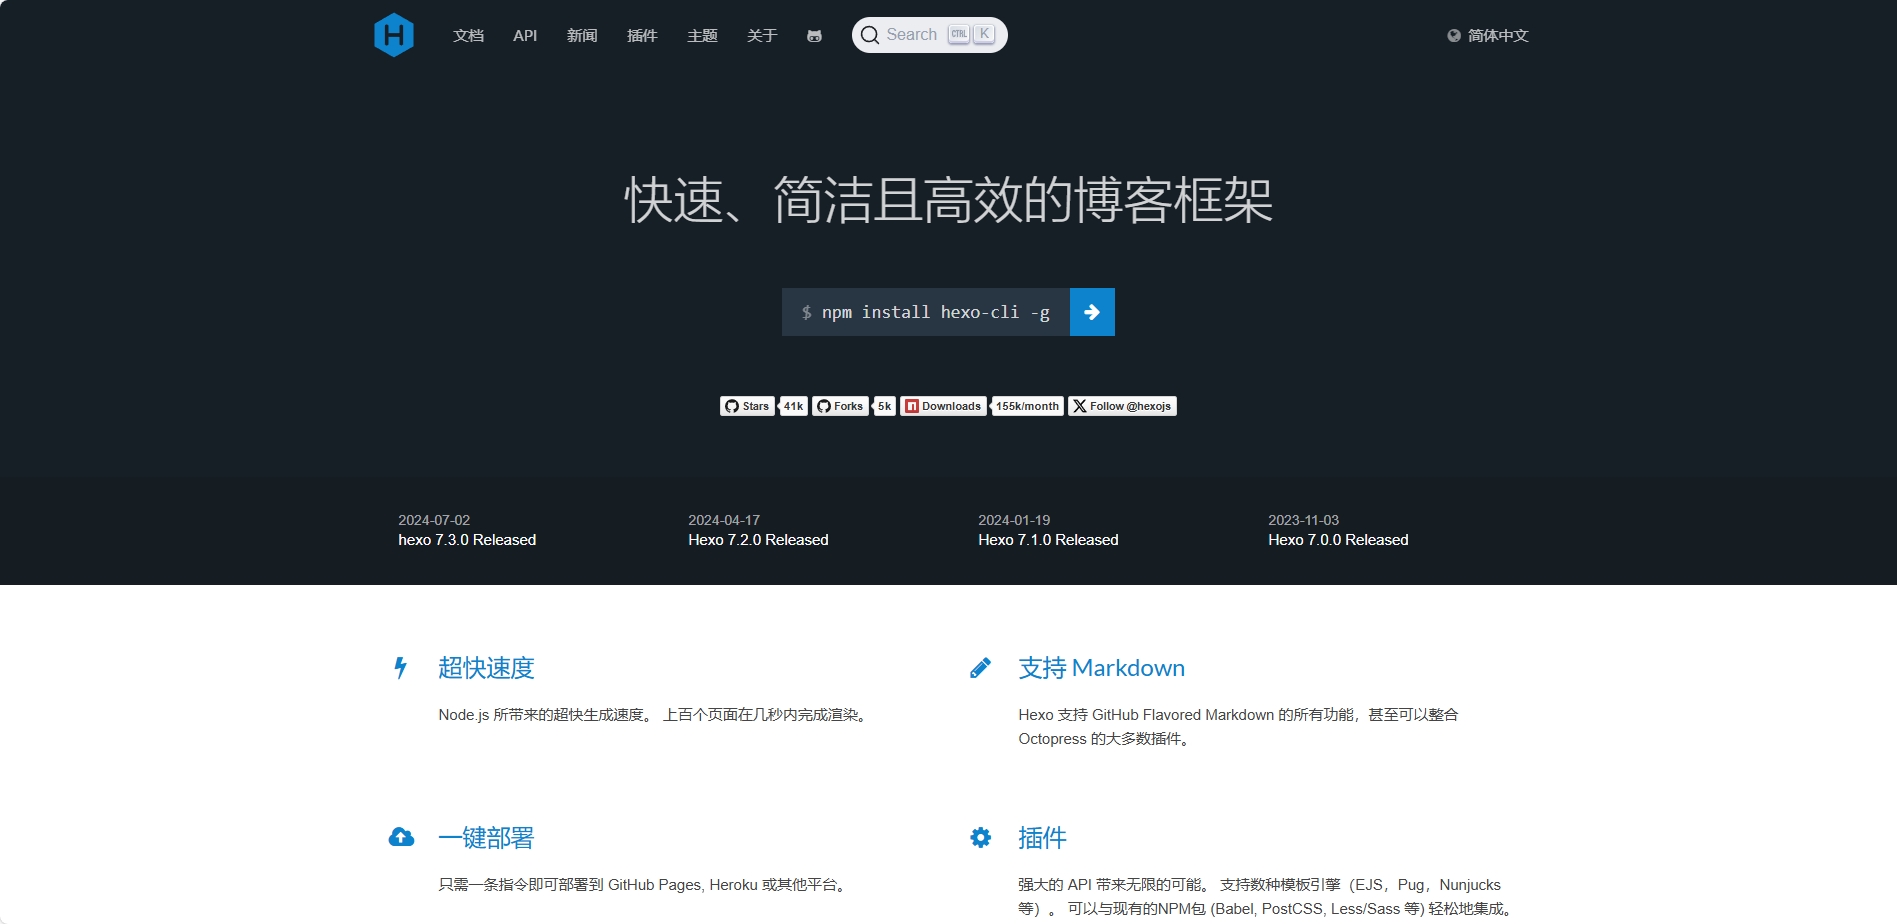 H 文档 API 新闻 插件 主题 关于 Search CTRL K 简体中文
快速、简洁且高效的博客框架
$ npm install hexo-cli -g
Stars 41k Forks 5k Downloads 155k/month Follow @hexojs
2024-07-02 2024-04-17 2024-01-19 2023-11-03
hexo 7.3.0 Released Hexo 7.2.0 Released Hexo 7.1.0 Released Hexo 7.0.0 Released
超快速度
Node.js 所带来的超快生成速度。 上百个页面在几秒内完成渲染。
支持 Markdown
Hexo 支持 GitHub Flavored Markdown 的所有功能，甚至可以整合
Octopress 的大多数插件。
一键部署
只需一条指令即可部署到 GitHub Pages, Heroku 或其他平台。
插件
强大的 API 带来无限的可能。 支持数种模板引擎（EJS，Pug，Nunjucks
等）。 可以与现有的NPM包 (Babel, PostCSS, Less/Sass 等) 轻松地集成。